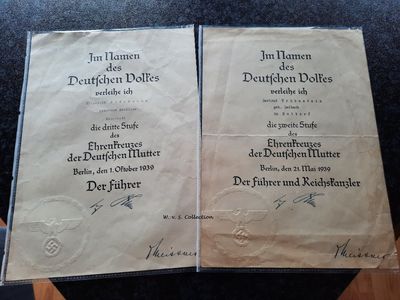 Im Namen
des
Deutschen Volkes
verleihe ich
die dritte Stufe
des
Ehrenkreuzes
der Deutschen Mutter
Berlin, den 1. Oktober 1939
Der Führer
Meissner
Im Namen
des
Deutschen Volkes
verleihe ich
die zweite Stufe
des
Ehrenkreuzes
der Deutschen Mutter
Berlin, den 21. Mai 1939
Der Führer und Reichskanzler
Meissner
W. v. S. Collection